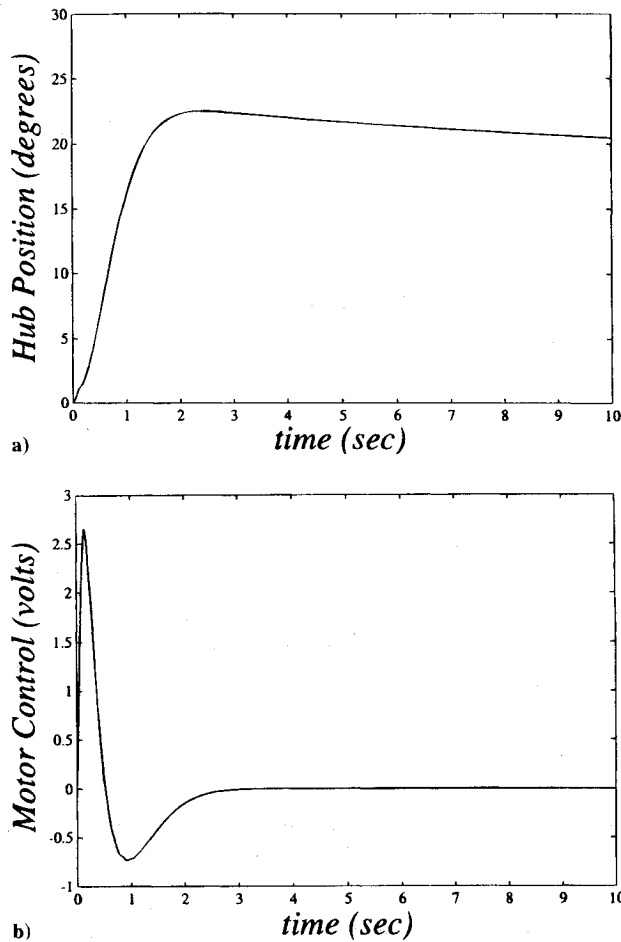 30
25
20
15
10
5
0
Hub Position (degrees)
0 1 2 3 4 5 6 7 8 9 10
time (sec)
a)
3
2.5
2
1.5
1
0.5
0
-0.5
-1
Motor Control (volts)
0 1 2 3 4 5 6 7 8 9 10
time (sec)
b)